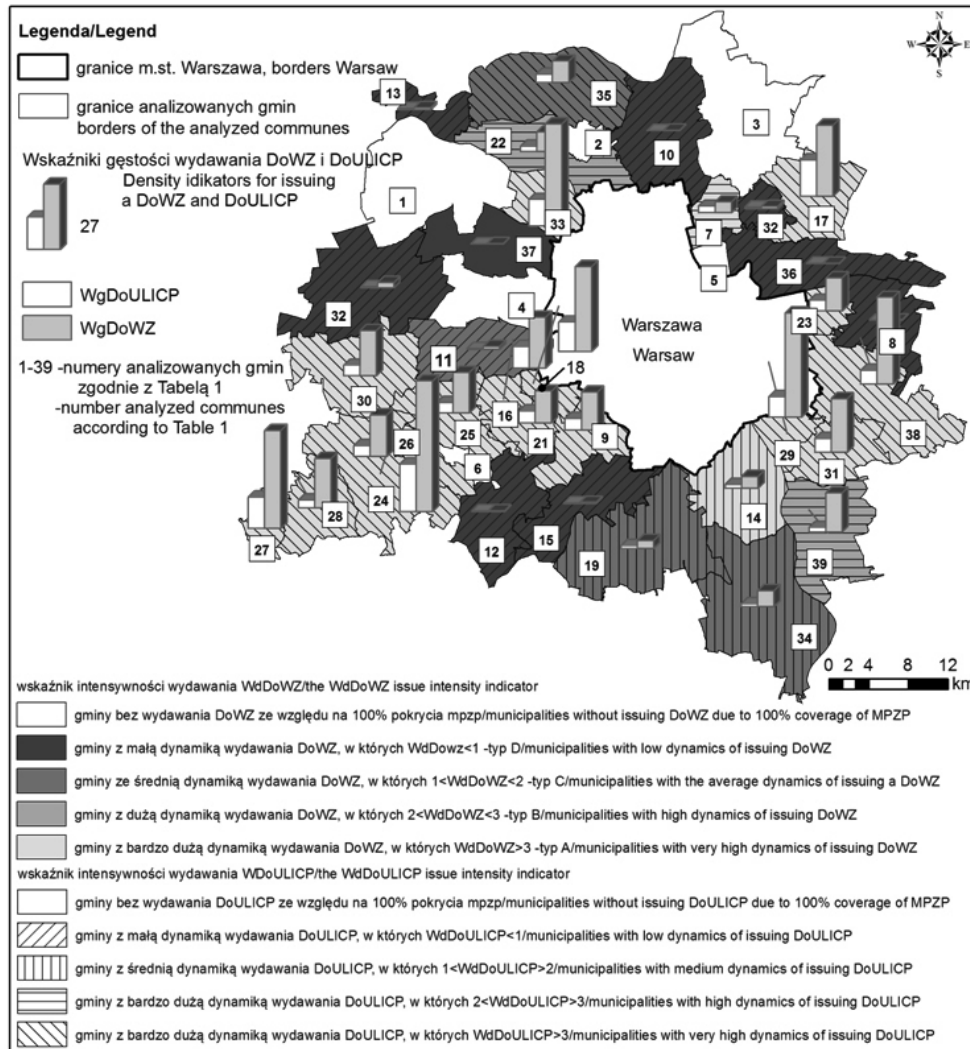 Legenda/Legend
granice m.st. Warszawa, borders Warsaw
granice analizowanych gmin
borders of the analyzed communes
Wskaźniki gęstości wydawania DoWZ i DoULICP
Density idikators for issuing
a DoWZ and DoULICP
27
WgDoULICP
WgDoWZ
1-39 -numery analizowanych gmin
zgodnie z Tabelą 1
-number analyzed communes
according to Table 1
N
W E
S
13
35
3
22
2
10
1
33
7
32
17
37
5
36
32
4
Warszawa
Warsaw
23
8
11
18
30
16
26
25
21
9
38
6
29
31
24
28
14
27
12
15
19
39
34
0 2 4 8 12
km
wskaźnik intensywności wydawania WdDoWZ/the WdDoWZ issue intensity indicator
gminy bez wydawania DoWZ ze względu na 100% pokrycia mpzp/municipalities without issuing DoWZ due to 100% coverage of MPZP
gminy z małą dynamiką wydawania DoWZ, w których WdDowz<1 -typ D/municipalities with low dynamics of issuing DoWZ
gminy ze średnią dynamiką wydawania DoWZ, w których 1<WdDoWZ<2 -typ C/municipalities with the average dynamics of issuing a DoWZ
gminy z dużą dynamiką wydawania DoWZ, w których 2<WdDoWZ<3 -typ B/municipalities with high dynamics of issuing DoWZ
gminy z bardzo dużą dynamiką wydawania DoWZ, w których WdDoWZ>3 -typ A/municipalities with very high dynamics of issuing DoWZ
wskaźnik intensywności wydawania WDoULICP/the WdDoULICP issue intensity indicator
gminy bez wydawania DoULICP ze względu na 100% pokrycia mpzp/municipalities without issuing DoULICP due to 100% coverage of MPZP
gminy z małą dynamiką wydawania DoULICP, w których WdDoULICP<1/municipalities with low dynamics of issuing DoULICP
gminy z średnią dynamiką wydawania DoULICP, w których 1<WdDoULICP>2/municipalities with medium dynamics of issuing DoULICP
gminy z bardzo dużą dynamiką wydawania DoULICP, w których 2<WdDoULICP>3/municipalities with high dynamics of issuing DoULICP
gminy z bardzo dużą dynamiką wydawania DoULICP, w których WdDoULICP>3/municipalities with very high dynamics of issuing DoULICP